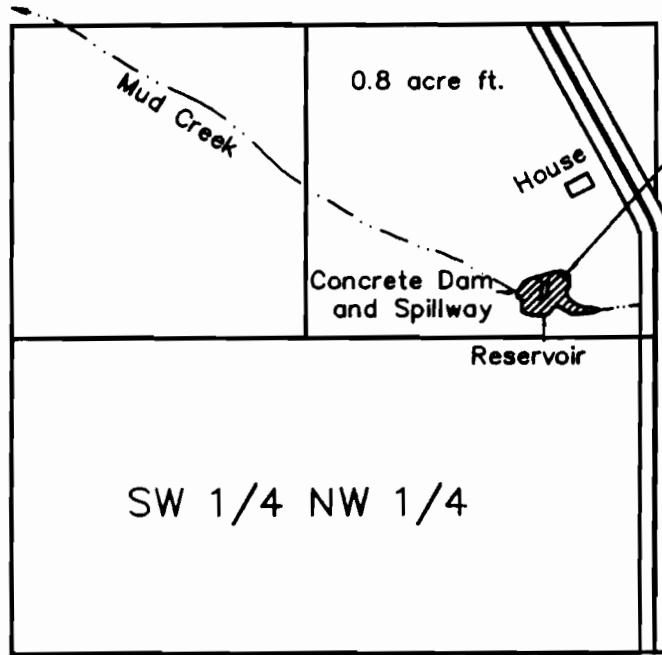 0.8 acre ft.
Mud Creek
House
Concrete Dam
and Spillway
Reservoir
SW 1/4 NW 1/4